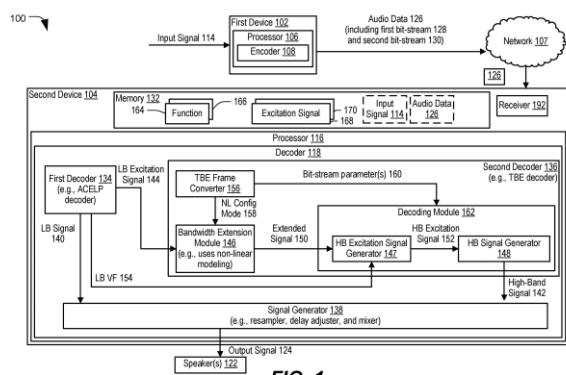 100
First Device 102
Processor 106
Encoder 108
Input Signal 114
Audio Data 126
(including first bit-stream 128
and second bit-stream 130)
Network 107
126
Second Device 104
Memory 132
164
Function
166
Excitation Signal
170
168
Input
Signal 114
Audio Data
126
Receiver 192
Processor 116
Decoder 118
First Decoder 134
(e.g., ACELP
decoder)
LB Excitation
Signal 144
Second Decoder 136
(e.g., TBE decoder)
TBE Frame
Converter 156
Bit-stream parameter(s) 160
NL Config
Mode 158
Decoding Module 162
LB Signal
140
Bandwidth Extension
Module 146
(e.g., uses non-linear
modeling)
Extended
Signal 150
HB Excitation Signal
Generator 147
HB Excitation
Signal 152
HB Signal Generator
148
LB VF 154
High-Band
Signal 142
Signal Generator 138
(e.g., resampler, delay adjuster, and mixer)
Output Signal 124
Speaker(s) 122
FIG. 1